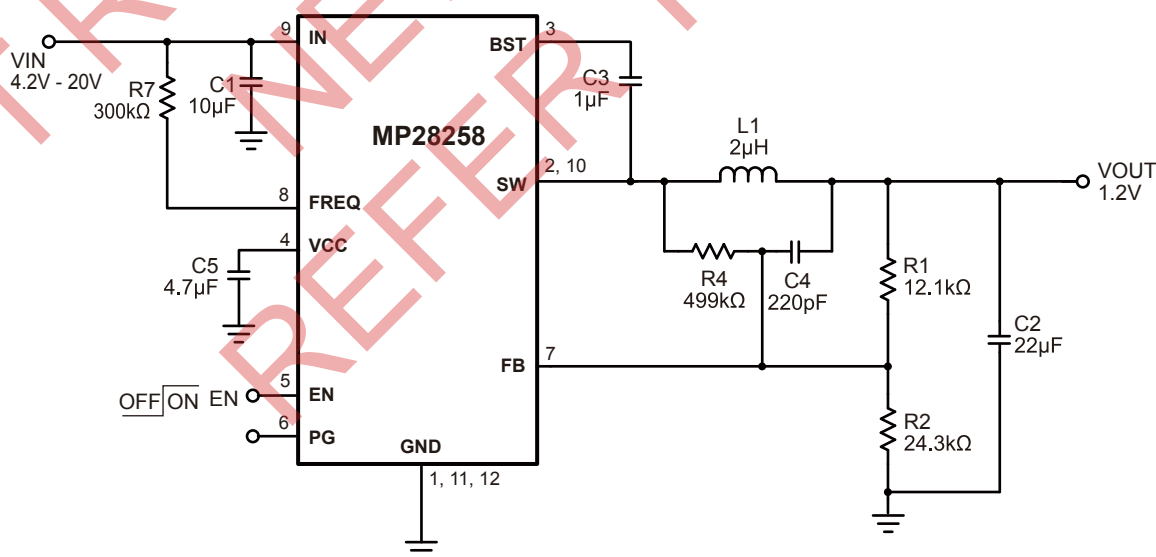 T R
NE
REFER T
VIN
4.2V - 20V
R7
300kΩ
C1
10µF
9
IN
BST
3
C3
1µF
MP28258
L1
2µH
SW
2, 10
VOUT
1.2V
8
FREQ
4
VCC
C5
4.7µF
R4
499kΩ
C4
220pF
R1
12.1kΩ
C2
22µF
FB
7
OFF ON EN
5
EN
6
PG
R2
24.3kΩ
GND
1, 11, 12